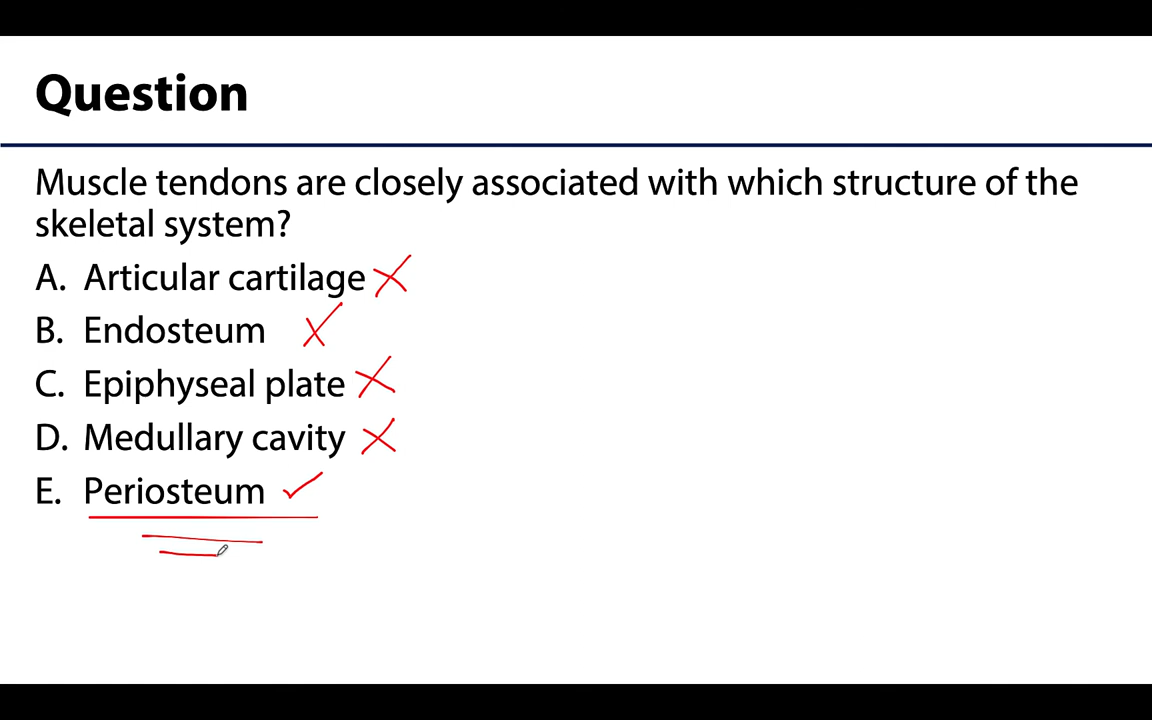 Question
Muscle tendons are closely associated with which structure of the
skeletal system?
A. Articular cartilage
B. Endosteum
C. Epiphyseal plate
D. Medullary cavity
E. Periosteum